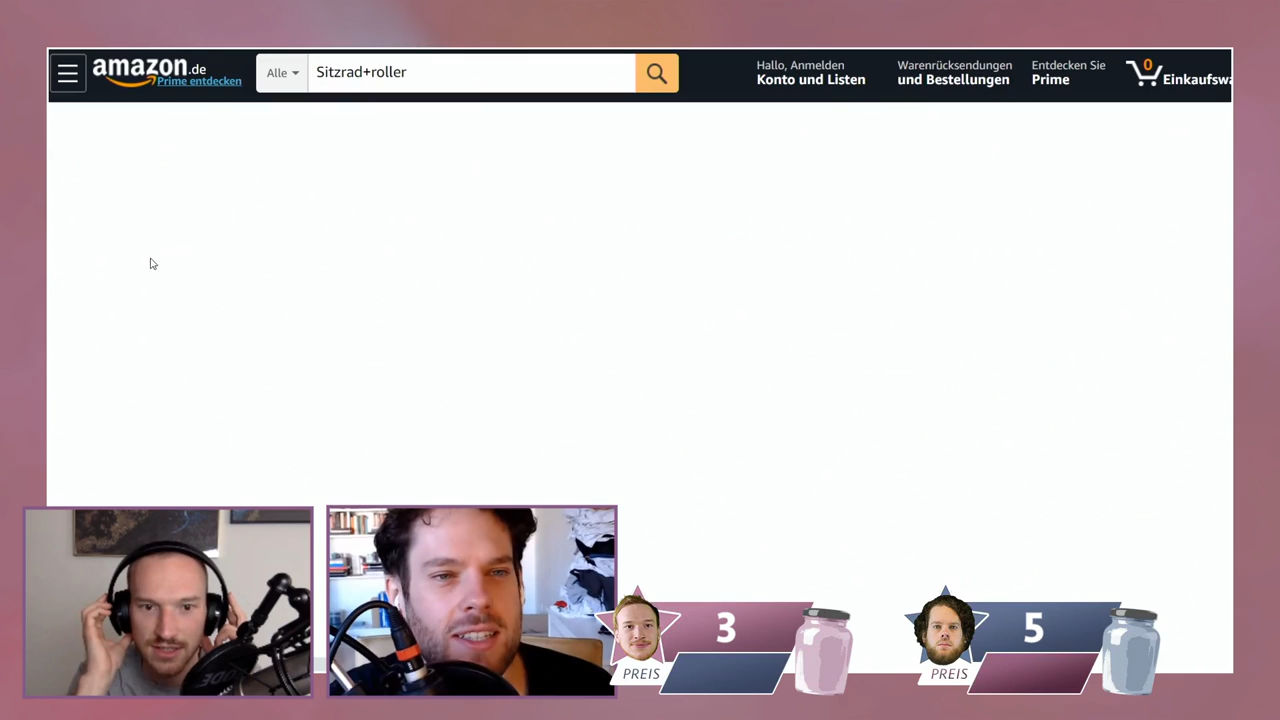 amazon.de
Prime entdecken
Alle
Sitzrad+roller
Hallo, Anmelden
Konto und Listen
Warenrücksendungen
und Bestellungen
Entdecken Sie
Prime
0
Einkaufswa
3
PREIS
5
PREIS